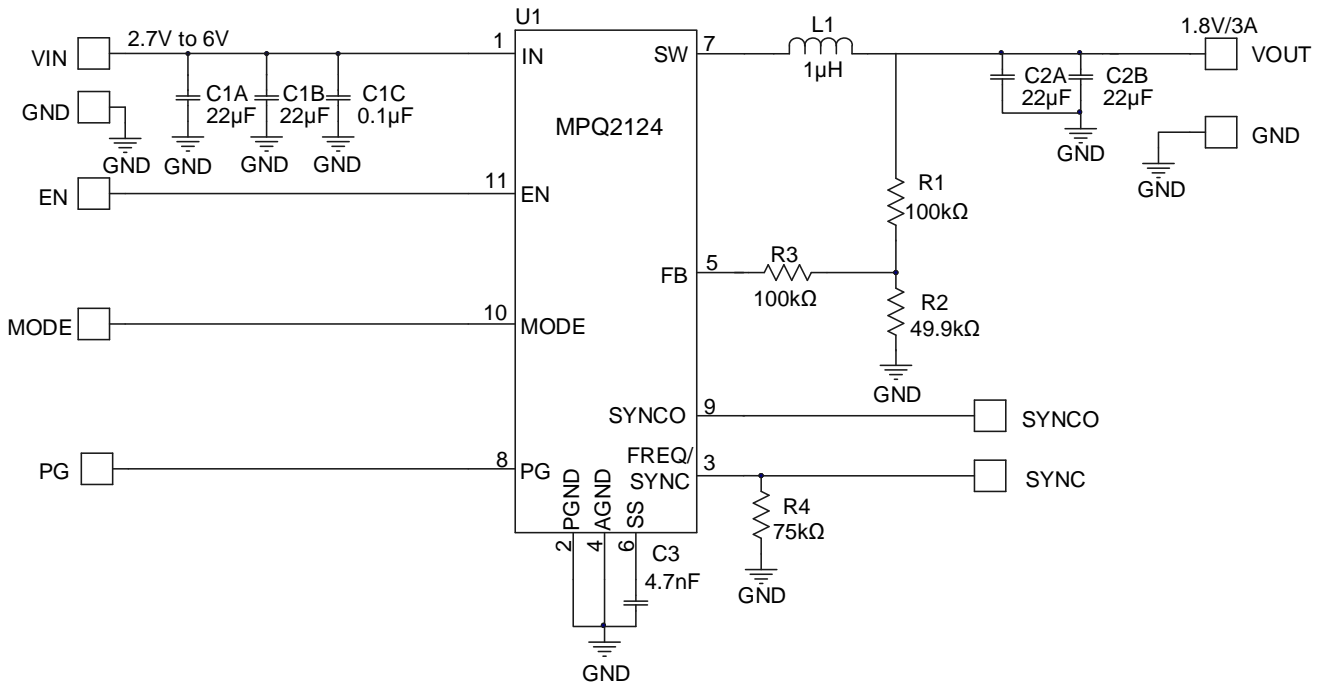 U1
VIN
2.7V to 6V
1
IN
SW
7
L1
1µH
1.8V/3A
VOUT
C1A
22µF
C1B
22µF
C1C
0.1µF
C2A
22µF
C2B
22µF
GND
GND
GND
GND
GND
MPQ2124
GND
GND
GND
EN
11
EN
R1
100kΩ
FB
5
R3
100kΩ
R2
49.9kΩ
GND
MODE
10
MODE
SYNCO
9
SYNCO
PG
8
PG
FREQ/
SYNC
3
SYNC
R4
75kΩ
GND
PGND
AGND
SS
2
4
6
C3
4.7nF
GND